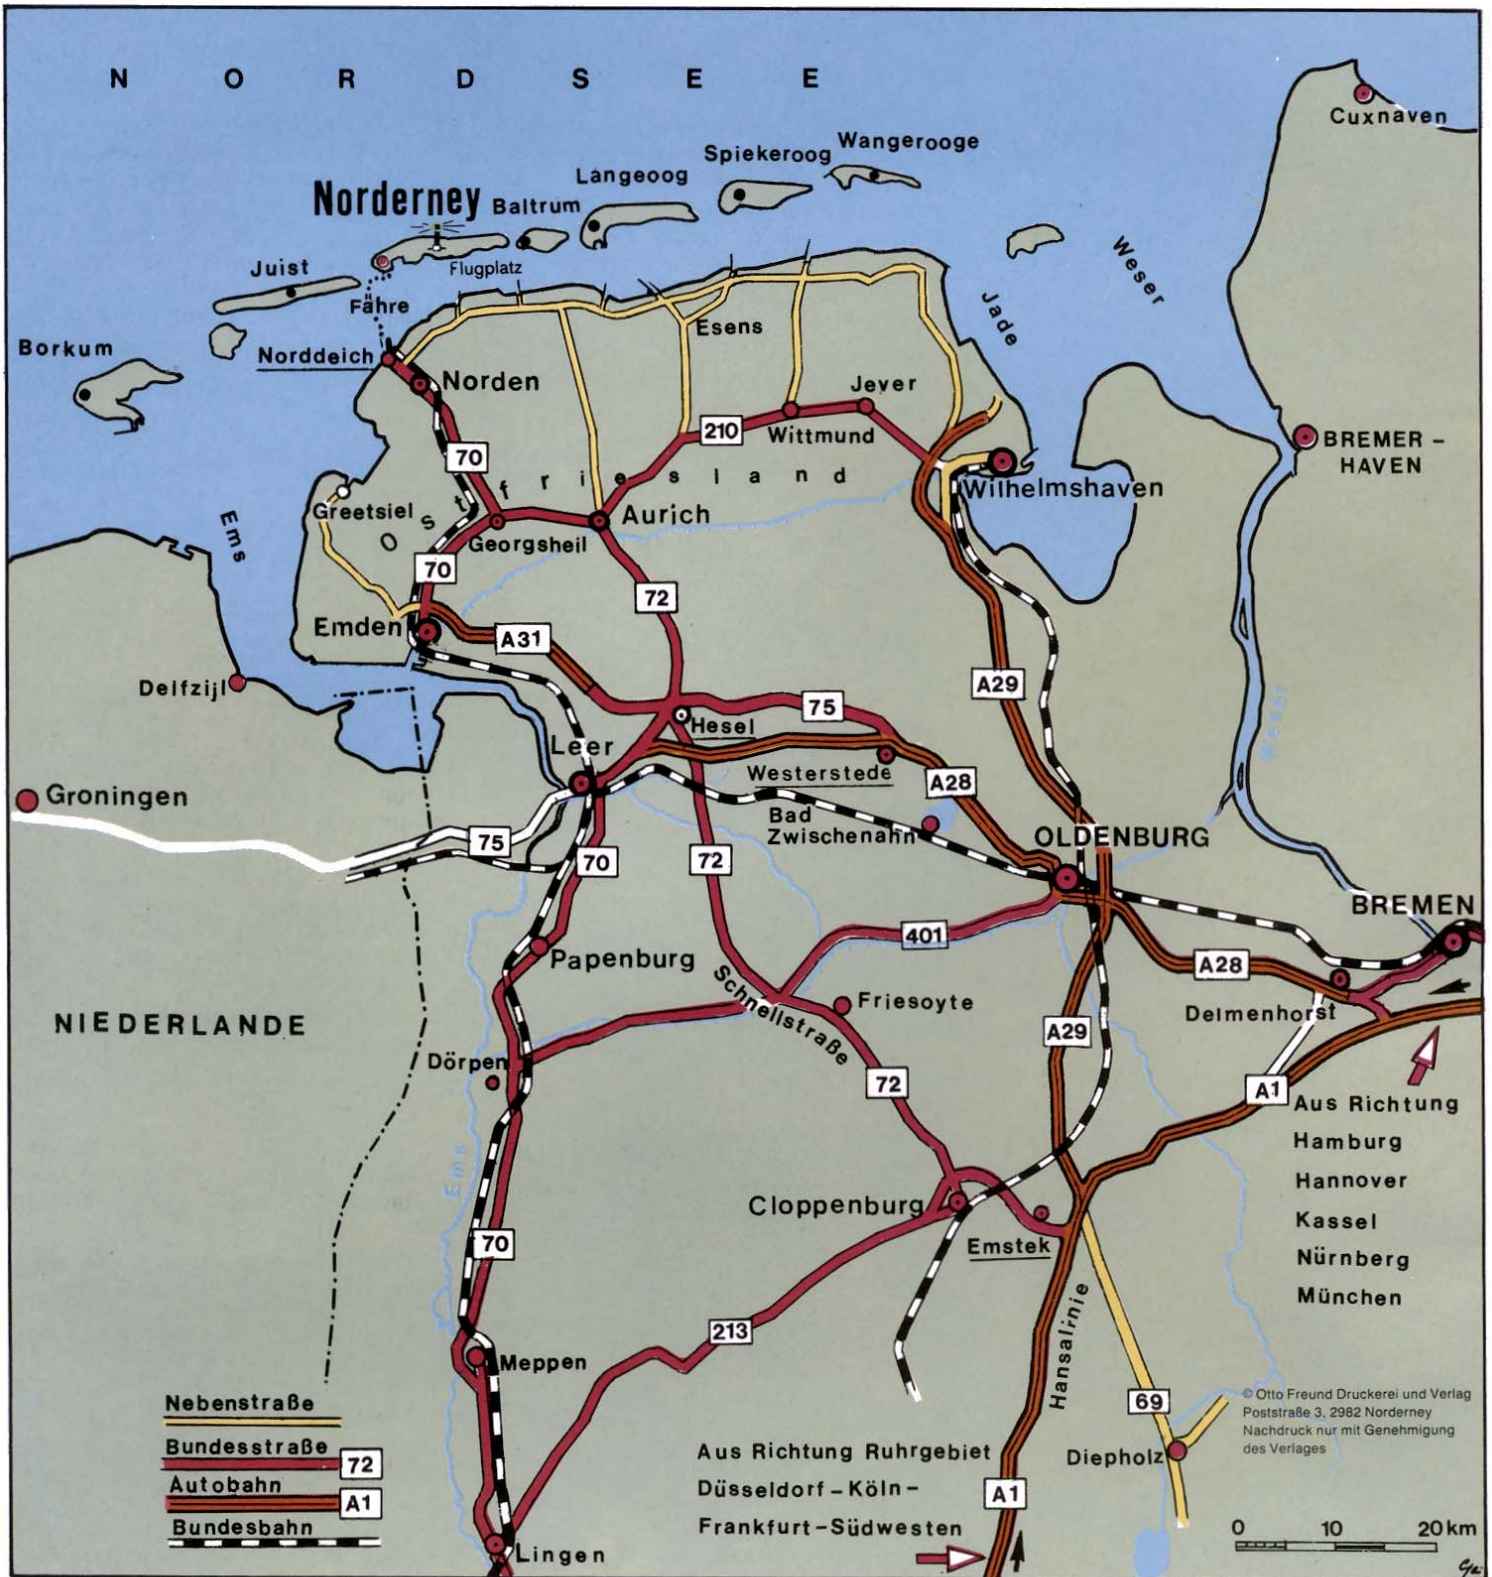 N O R D S E E
Cuxhaven
Wangerooge
Spiekeroog
Langeoog
Norderney
Baltrum
Flugplatz
Juist
Fähre
Weser
Jade
Borkum
Norddeich
Esens
Norden
Jever
210
Wittmund
BREMER-
HAVEN
70
Ostfriesland
Greetsiel
Wilhelmshaven
Ems
Aurich
Georgsheil
70
72
Emden
A31
Delfzijl
A29
75
Hesel
Weser
Leer
Westerstede
A28
Groningen
Bad
Zwischenahn
OLDENBURG
75
70
72
BREMEN
401
Papenburg
A28
Schnellstraße
Friesoyte
Delmenhorst
NIEDERLANDE
A29
Dörpen
72
A1
Aus Richtung
Hamburg
Hannover
Kassel
Nürnberg
München
Ems
Cloppenburg
70
Emstek
213
Hansalinie
Meppen
69
Nebenstraße
Bundesstraße
72
Autobahn
A1
Bundesbahn
© Otto Freund Druckerei und Verlag
Poststraße 3, 2982 Norderney
Nachdruck nur mit Genehmigung
des Verlages
Diepholz
Aus Richtung Ruhrgebiet
Düsseldorf-Köln-
Frankfurt-Südwesten
A1
0 10 20 km
Lingen